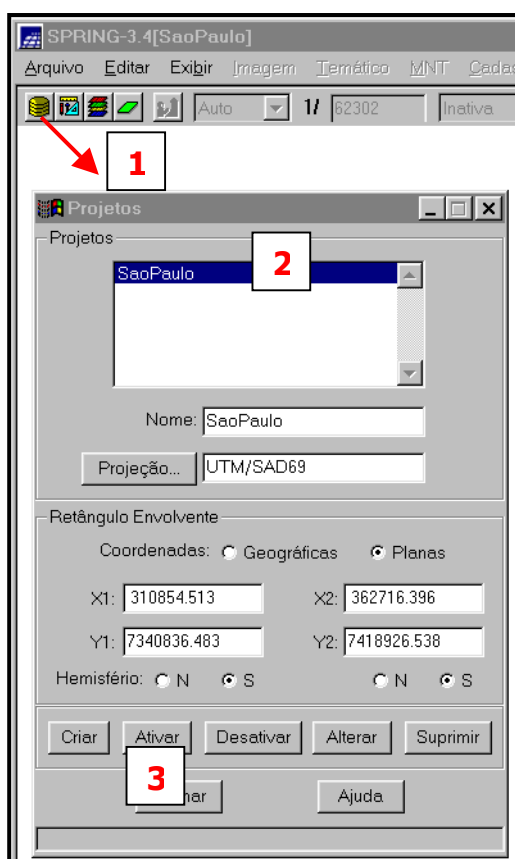 SPRING-3.4[SaoPaulo]
Arquivo Editar Exibir Imagem Temático MNT
Auto 1/ 62302 Inativa
1
Projetos
Projetos
2
SaoPaulo
Nome: SaoPaulo
Projeção... UTM/SAD69
Retângulo Envolvente
Coordenadas: Geográficas Planas
X1: 310854.513 X2: 362716.396
Y1: 7340836.483 Y2: 7418926.538
Hemisfério: N S N S
Criar Ativar Desativar Alterar Suprimir
3
Ajuda